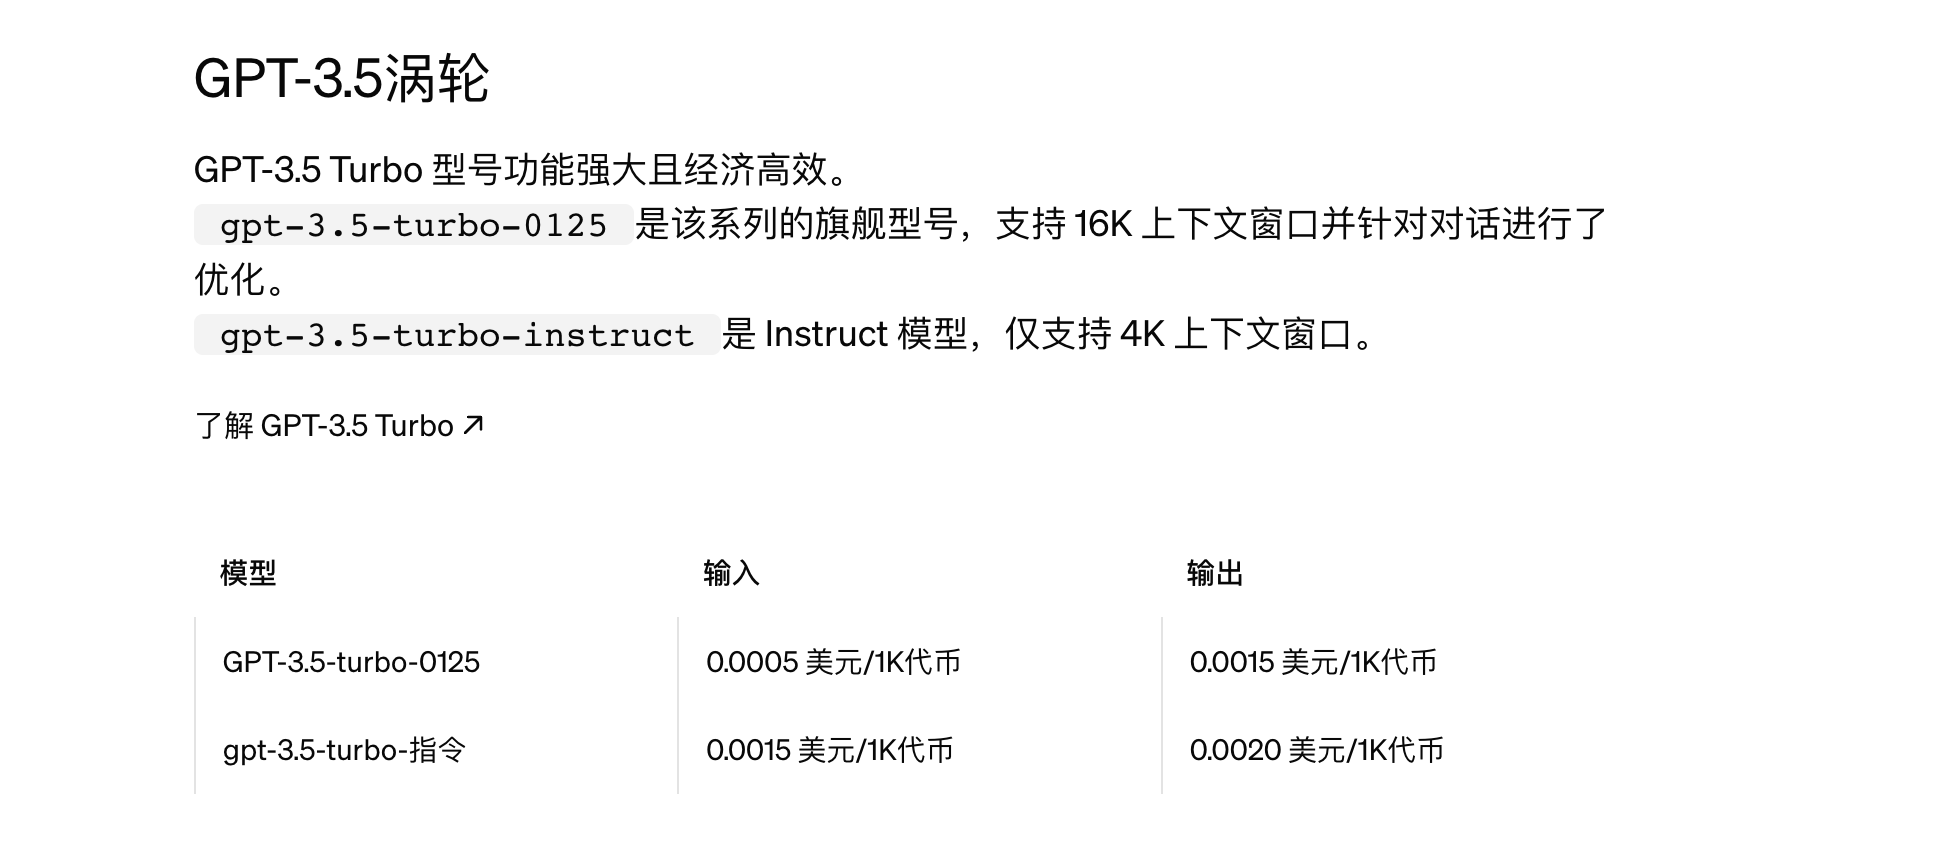 GPT-3.5涡轮
GPT-3.5 Turbo 型号功能强大且经济高效。
gpt-3.5-turbo-0125 是该系列的旗舰型号，支持 16K 上下文窗口并针对对话进行了
优化。
gpt-3.5-turbo-instruct 是 Instruct 模型，仅支持 4K 上下文窗口。
了解 GPT-3.5 Turbo ↗
模型 输入 输出
GPT-3.5-turbo-0125 0.0005 美元/1K代币 0.0015 美元/1K代币
gpt-3.5-turbo-指令 0.0015 美元/1K代币 0.0020 美元/1K代币